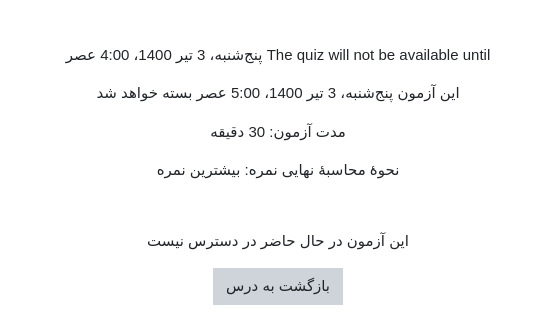 The quiz will not be available until پنج‌شنبه، 3 تیر 1400، 4:00 عصر
این آزمون پنج‌شنبه، 3 تیر 1400، 5:00 عصر بسته خواهد شد
مدت آزمون: 30 دقیقه
نحوهٔ محاسبهٔ نهایی نمره: بیشترین نمره
این آزمون در حال حاضر در دسترس نیست
بازگشت به درس